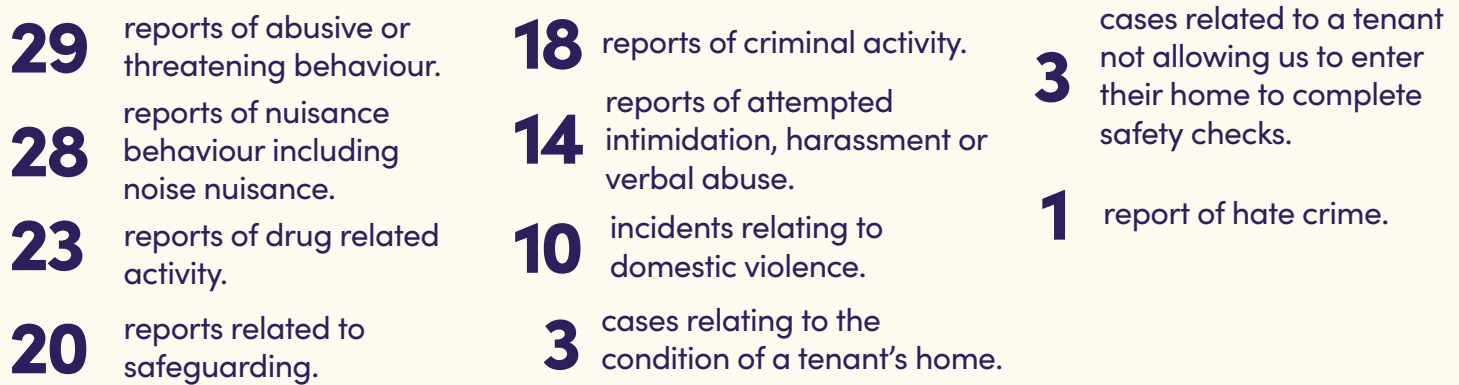 29
reports of abusive or
threatening behaviour.
28
reports of nuisance
behaviour including
noise nuisance.
23
reports of drug related
activity.
20
reports related to
safeguarding.
18
reports of criminal activity.
14
reports of attempted
intimidation, harassment or
verbal abuse.
10
incidents relating to
domestic violence.
3
cases relating to the
condition of a tenant’s home.
3
cases related to a tenant
not allowing us to enter
their home to complete
safety checks.
1
report of hate crime.